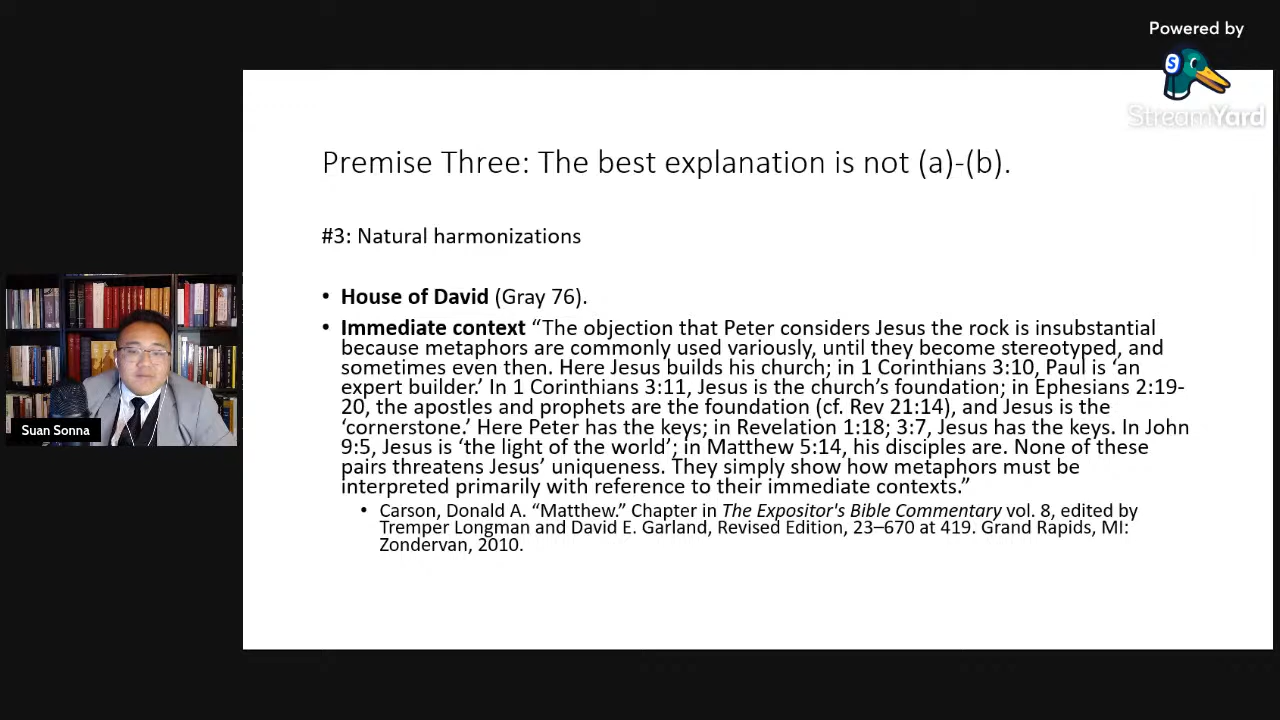 Powered by
StreamYard
Premise Three: The best explanation is not (a)-(b).
#3: Natural harmonizations
• House of David (Gray 76).
• Immediate context “The objection that Peter considers Jesus the rock is insubstantial
because metaphors are commonly used variously, until they become stereotyped, and
sometimes even then. Here Jesus builds his church; in 1 Corinthians 3:10, Paul is ‘an
expert builder.’ In 1 Corinthians 3:11, Jesus is the church’s foundation; in Ephesians 2:19-
20, the apostles and prophets are the foundation (cf. Rev 21:14), and Jesus is the
‘cornerstone.’ Here Peter has the keys; in Revelation 1:18; 3:7, Jesus has the keys. In John
9:5, Jesus is ‘the light of the world’; in Matthew 5:14, his disciples are. None of these
pairs threatens Jesus’ uniqueness. They simply show how metaphors must be
interpreted primarily with reference to their immediate contexts.”
• Carson, Donald A. “Matthew.” Chapter in The Expositor's Bible Commentary vol. 8, edited by
Tremper Longman and David E. Garland, Revised Edition, 23–670 at 419. Grand Rapids, MI:
Zondervan, 2010.
Suan Sonna